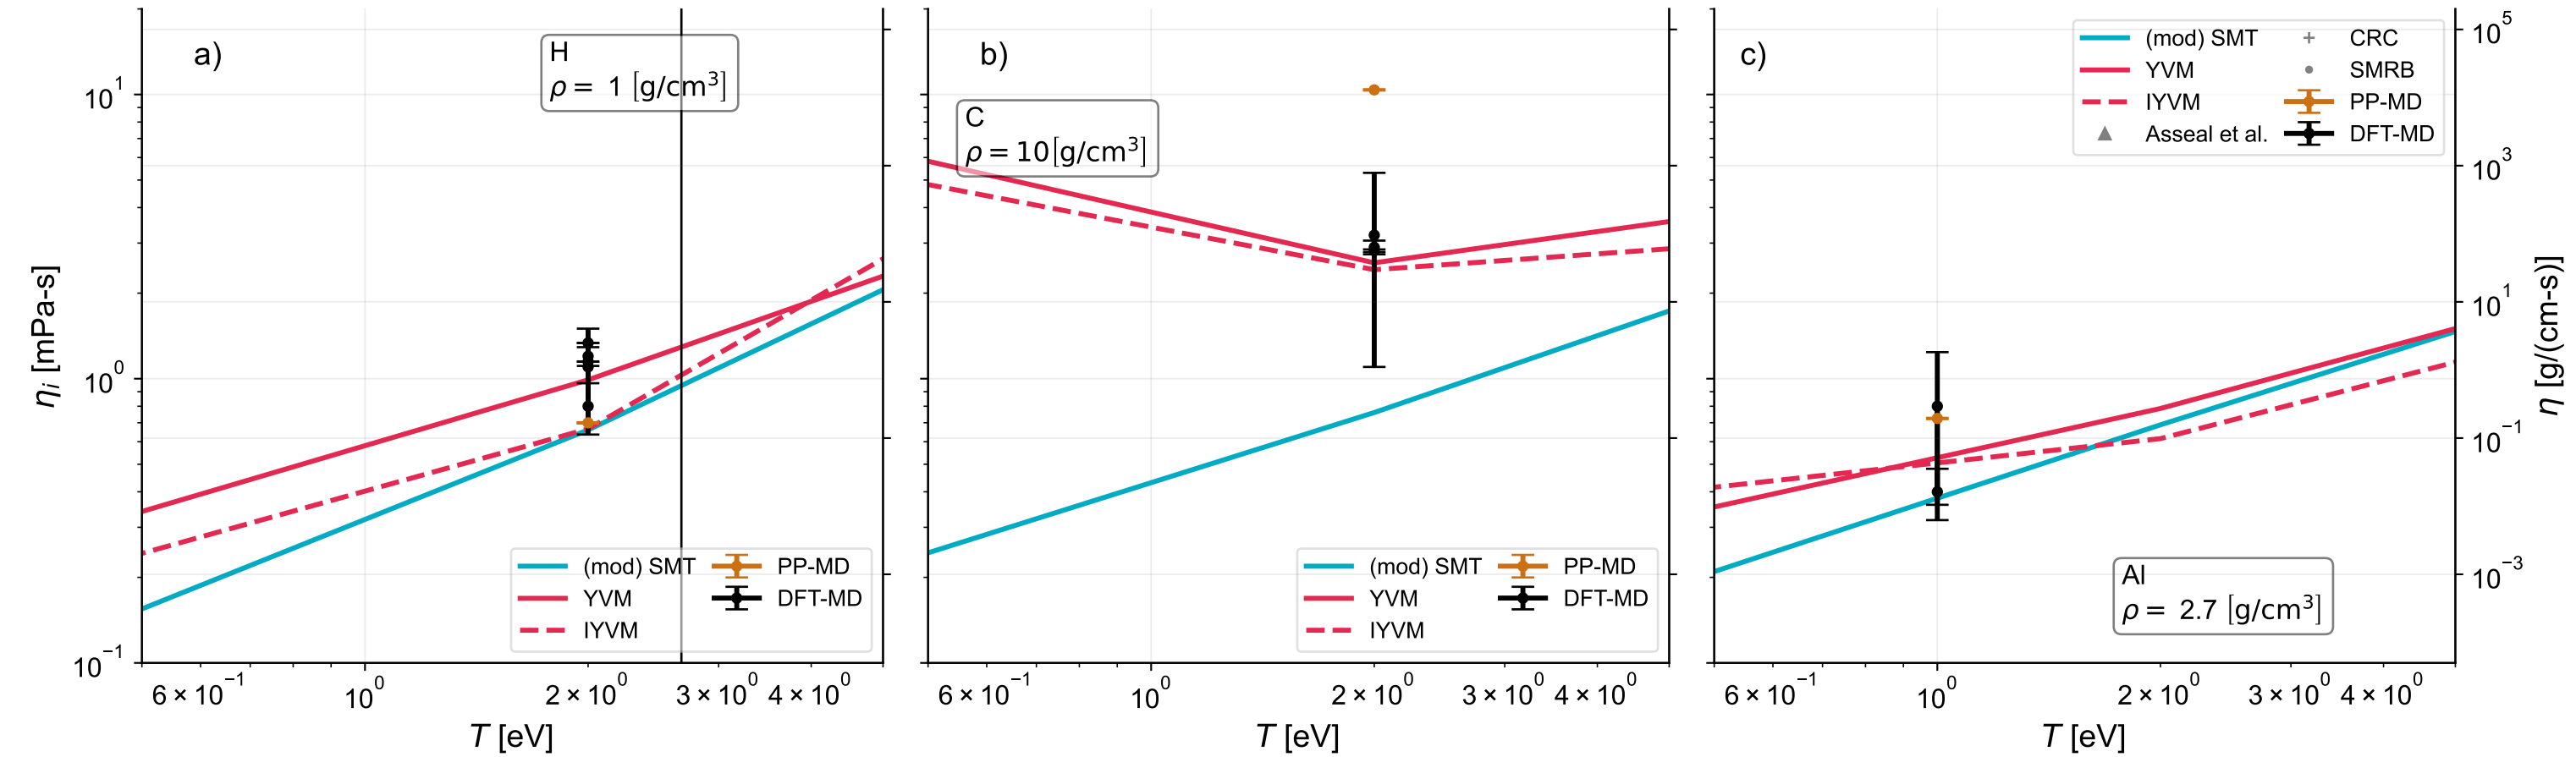 a)
H
ρ = 1 [g/cm³]
10¹
10⁰
10⁻¹
ηᵢ [mPa-s]
(mod) SMT
YVM
IYVM
PP-MD
DFT-MD
6 × 10⁻¹
10⁰
2 × 10⁰
3 × 10⁰
4 × 10⁰
T [eV]
b)
C
ρ = 10[g/cm³]
(mod) SMT
YVM
IYVM
PP-MD
DFT-MD
6 × 10⁻¹
10⁰
2 × 10⁰
3 × 10⁰
4 × 10⁰
T [eV]
c)
(mod) SMT
YVM
IYVM
Asseal et al.
CRC
SMRB
PP-MD
DFT-MD
Al
ρ = 2.7 [g/cm³]
6 × 10⁻¹
10⁰
2 × 10⁰
3 × 10⁰
4 × 10⁰
T [eV]
10⁵
10³
10¹
10⁻¹
10⁻³
η [g/(cm-s)]